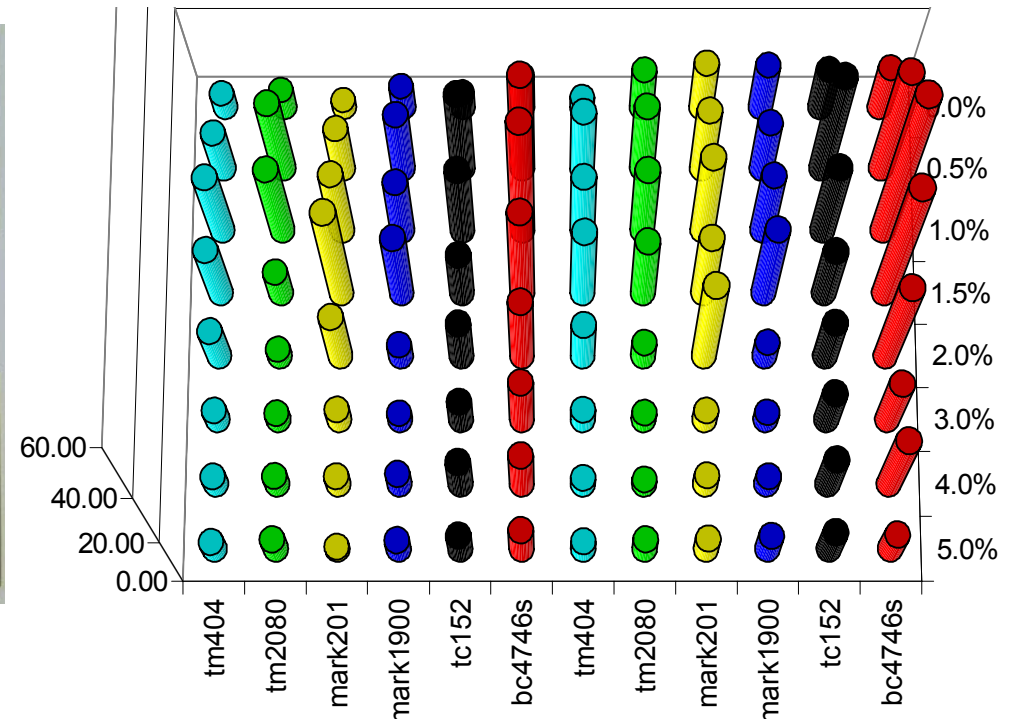 .0%
0.5%
1.0%
1.5%
2.0%
3.0%
4.0%
5.0%
60.00
40.00
20.00
0.00
tm404
tm2080
mark201
mark1900
tc152
bc4746s
tm404
tm2080
mark201
mark1900
tc152
bc4746s